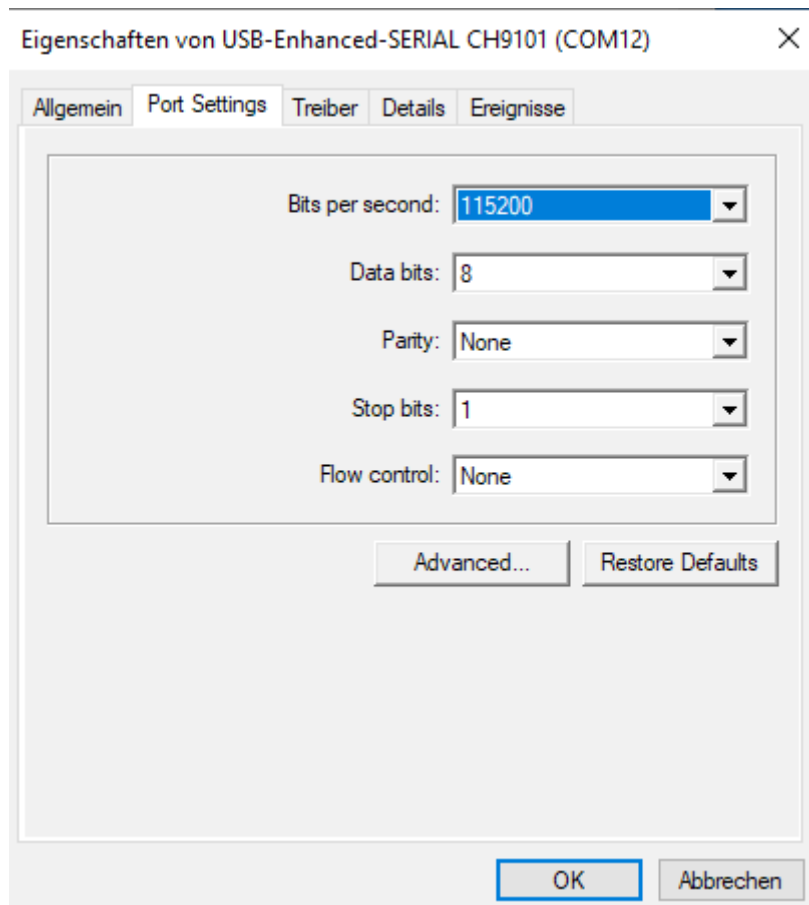 Eigenschaften von USB-Enhanced-SERIAL CH9101 (COM12)
Allgemein Port Settings Treiber Details Ereignisse
Bits per second: 115200
Data bits: 8
Parity: None
Stop bits: 1
Flow control: None
Advanced... Restore Defaults
OK Abbrechen